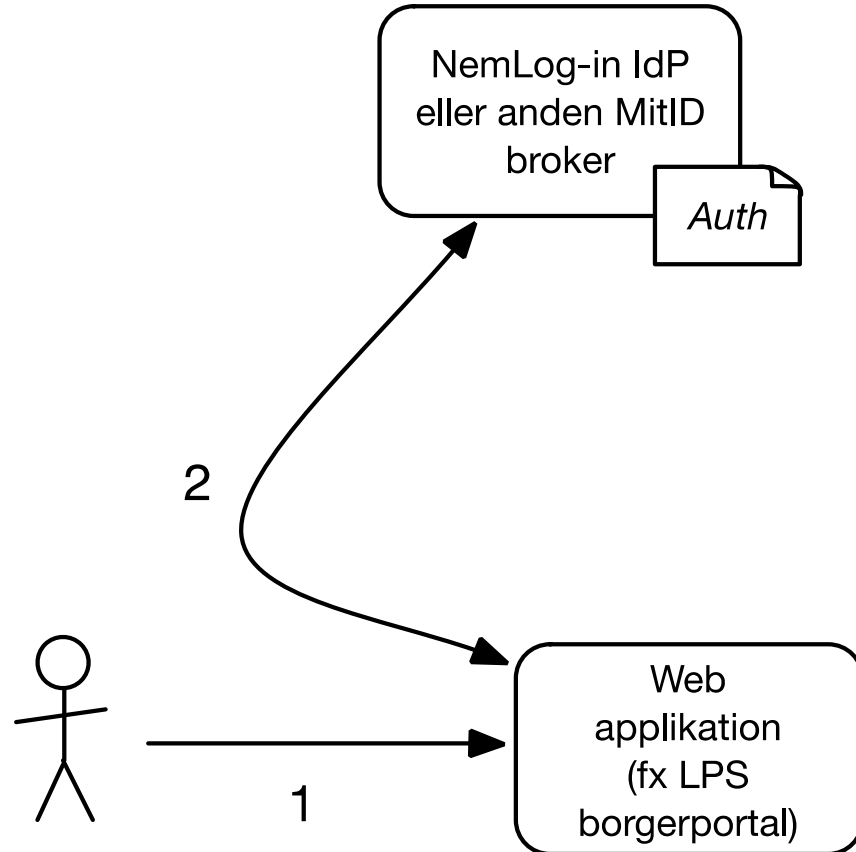 NemLog-in IdP
eller anden MitID
broker
Auth
2
Web
applikation
(fx LPS
borgerportal)
1